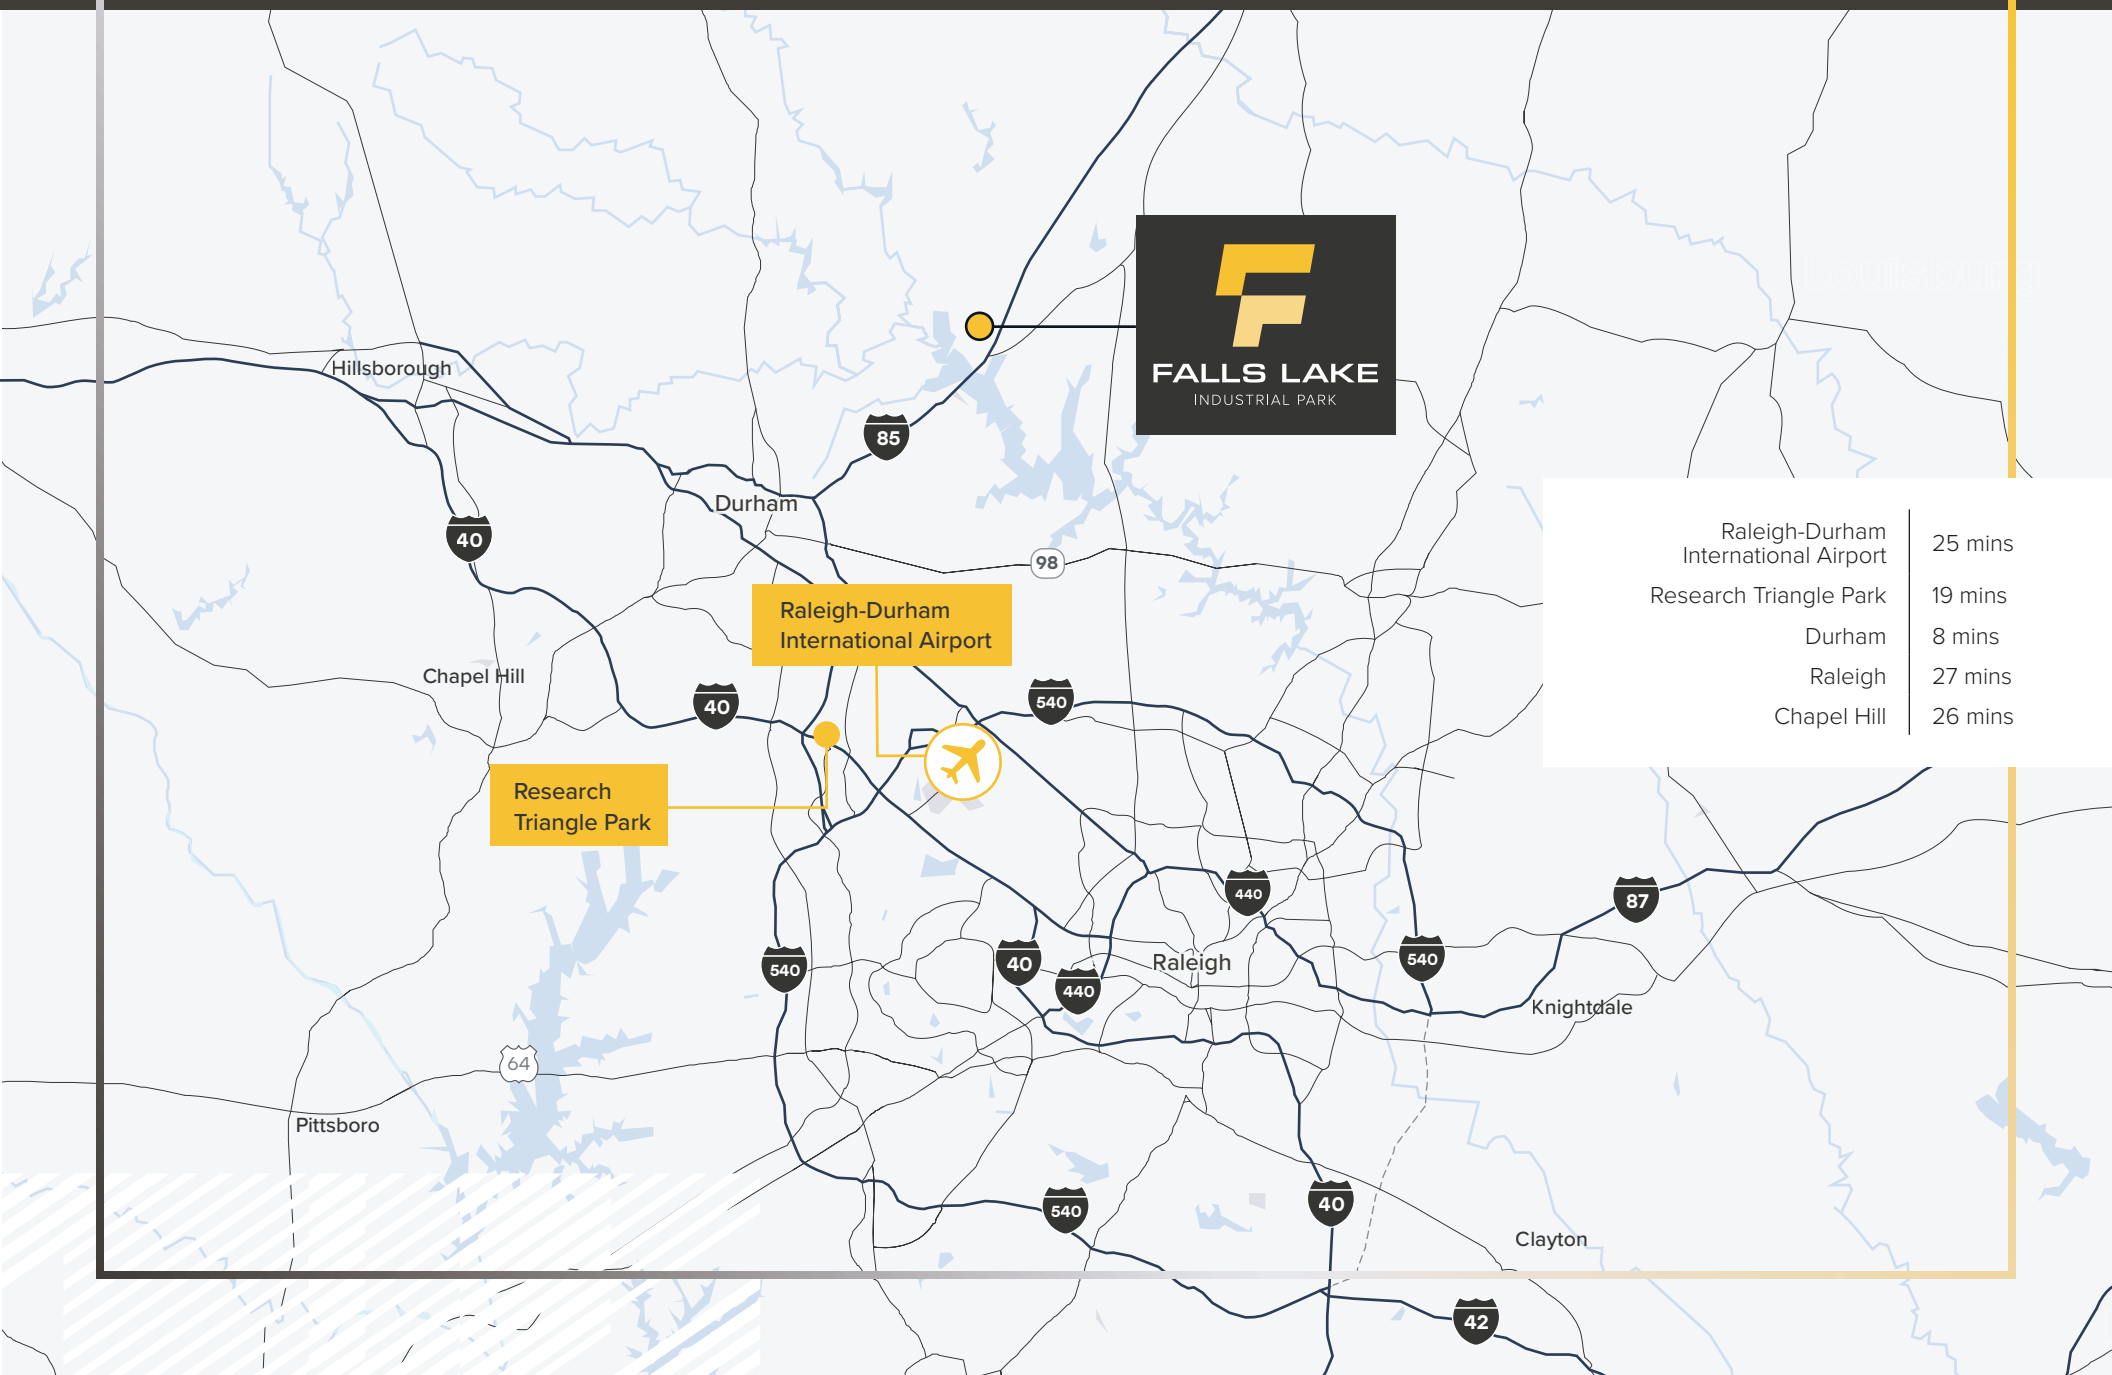 Louisburg
FALLS LAKE
INDUSTRIAL PARK
Hillsborough
85
Durham
40
98
Raleigh-Durham
International Airport
Raleigh-Durham
International Airport
25 mins
Research Triangle Park
19 mins
Durham
8 mins
Raleigh
27 mins
Chapel Hill
26 mins
Chapel Hill
40
540
Research
Triangle Park
440
87
540
40
440
Raleigh
540
Knightdale
64
Pittsboro
540
40
Clayton
42